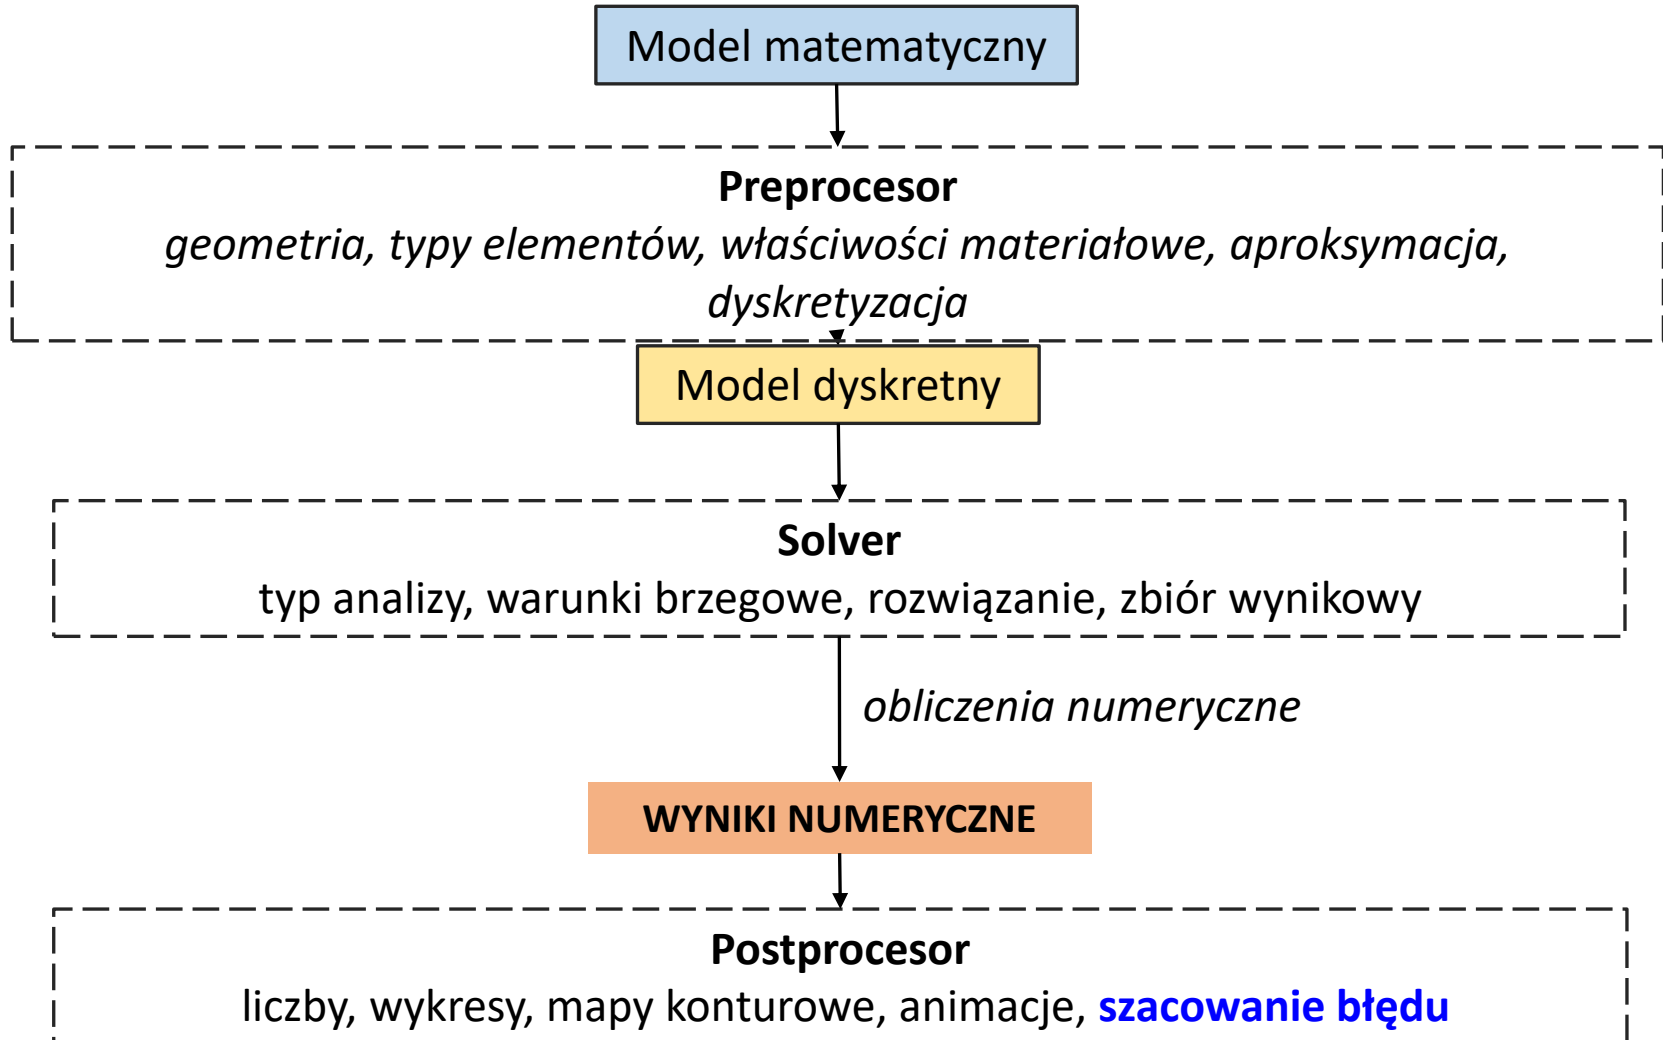 Model matematyczny
Preprocesor
geometria, typy elementów, właściwości materiałowe, aproksymacja,
dyskretyzacja
Model dyskretny
Solver
typ analizy, warunki brzegowe, rozwiązanie, zbiór wynikowy
obliczenia numeryczne
WYNIKI NUMERYCZNE
Postprocesor
liczby, wykresy, mapy konturowe, animacje, szacowanie błędu